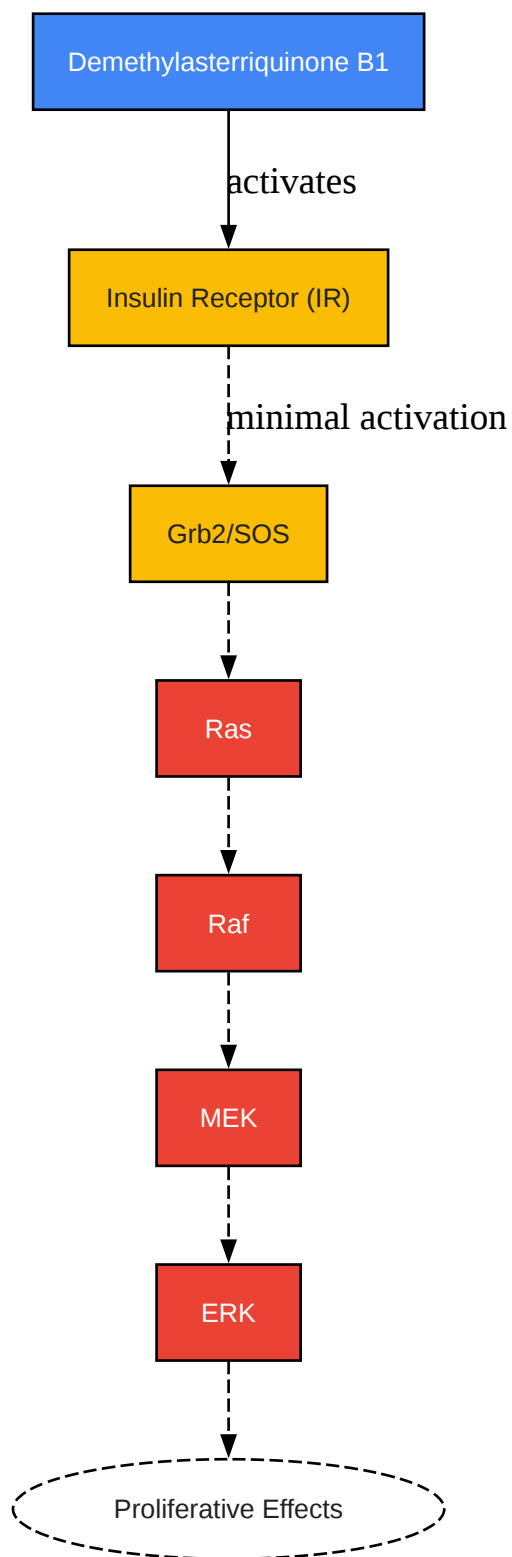 Demethylasterriquinone B1
activates
Insulin Receptor (IR)
minimal activation
Grb2/SOS
Ras
Raf
MEK
ERK
Proliferative Effects